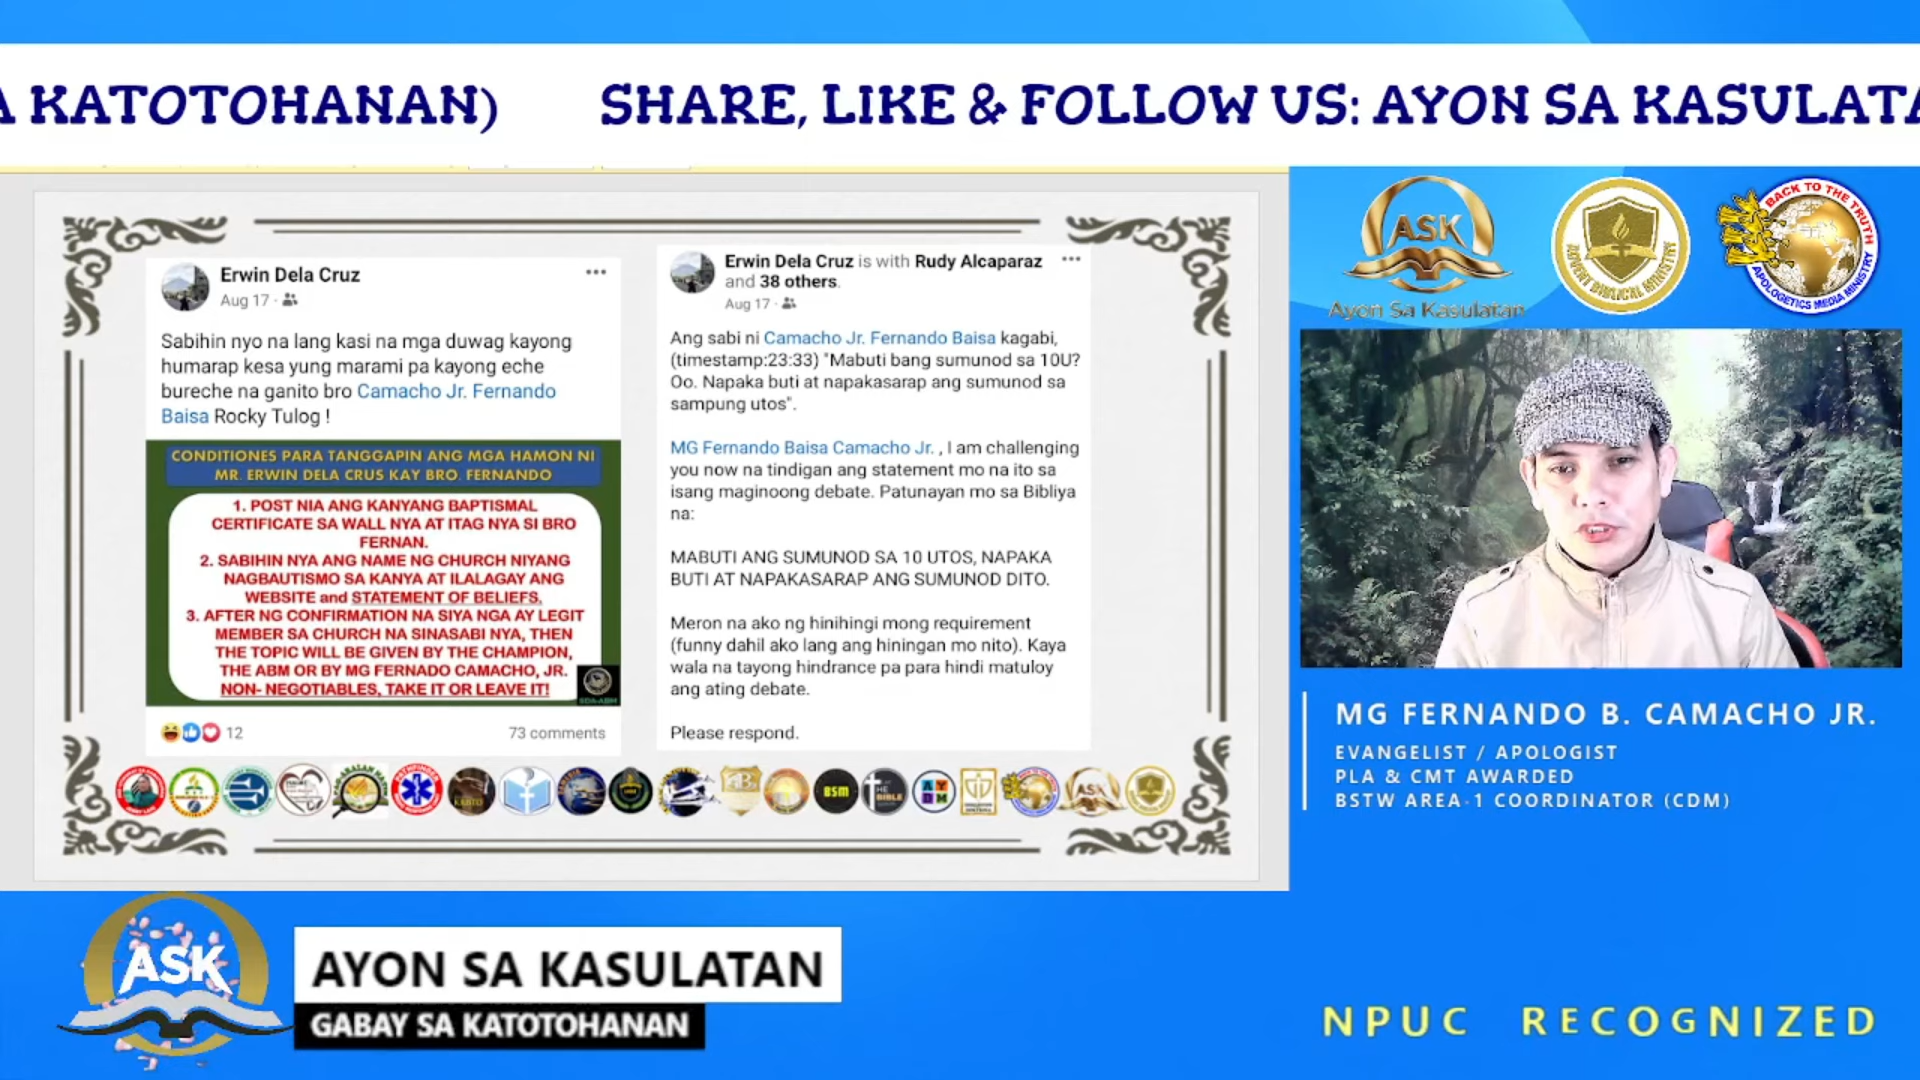 A KATOTOHANAN) SHARE, LIKE & FOLLOW US: AYON SA KASULATA
Erwin Dela Cruz
Aug 17
Sabihin nyo na lang kasi na mga duwag kayong
humarap kesa yung marami pa kayong eche
bureche na ganito bro Camacho Jr. Fernando
Baisa Rocky Tulog !
CONDITIONES PARA TANGGAPIN ANG MGA HAMON NI
MR. ERWIN DELA CRUS KAY BRO. FERNANDO
1. POST NIA ANG KANYANG BAPTISMAL
CERTIFICATE SA WALL NYA AT ITAG NYA SI BRO
FERNAN.
2. SABIHIN NYA ANG NAME NG CHURCH NIYANG
NAGBAUTISMO SA KANYA AT ILALAGAY ANG
WEBSITE and STATEMENT OF BELIEFS.
3. AFTER NG CONFIRMATION NA SIYA NGA AY LEGIT
MEMBER SA CHURCH NA SINASABI NYA, THEN
THE TOPIC WILL BE GIVEN BY THE CHAMPION,
THE ABM OR BY MG FERNADO CAMACHO, JR.
NON- NEGOTIABLES, TAKE IT OR LEAVE IT!
SDA-ABM
12
73 comments
Erwin Dela Cruz is with Rudy Alcaparaz
and 38 others.
Aug 17
Ang sabi ni Camacho Jr. Fernando Baisa kagabi,
(timestamp:23:33) "Mabuti bang sumunod sa 10U?
Oo. Napaka buti at napakasarap ang sumunod sa
sampung utos".
MG Fernando Baisa Camacho Jr. , I am challenging
you now na tindigan ang statement mo na ito sa
isang maginoong debate. Patunayan mo sa Bibliya
na:
MABUTI ANG SUMUNOD SA 10 UTOS, NAPAKA
BUTI AT NAPAKASARAP ANG SUMUNOD DITO.
Meron na ako ng hinihingi mong requirement
(funny dahil ako lang ang hiningan mo nito). Kaya
wala na tayong hindrance pa para hindi matuloy
ang ating debate.
Please respond.
BSM
ASK
Ayon Sa Kasulatan
ADVENT BIBLICAL MINISTRY
BACK TO THE TRUTH
APOLOGETICS MEDIA MINISTRY
MG FERNANDO B. CAMACHO JR.
EVANGELIST / APOLOGIST
PLA & CMT AWARDED
BSTW AREA-1 COORDINATOR (CDM)
ASK
AYON SA KASULATAN
GABAY SA KATOTOHANAN
NPUC RECOGNIZED